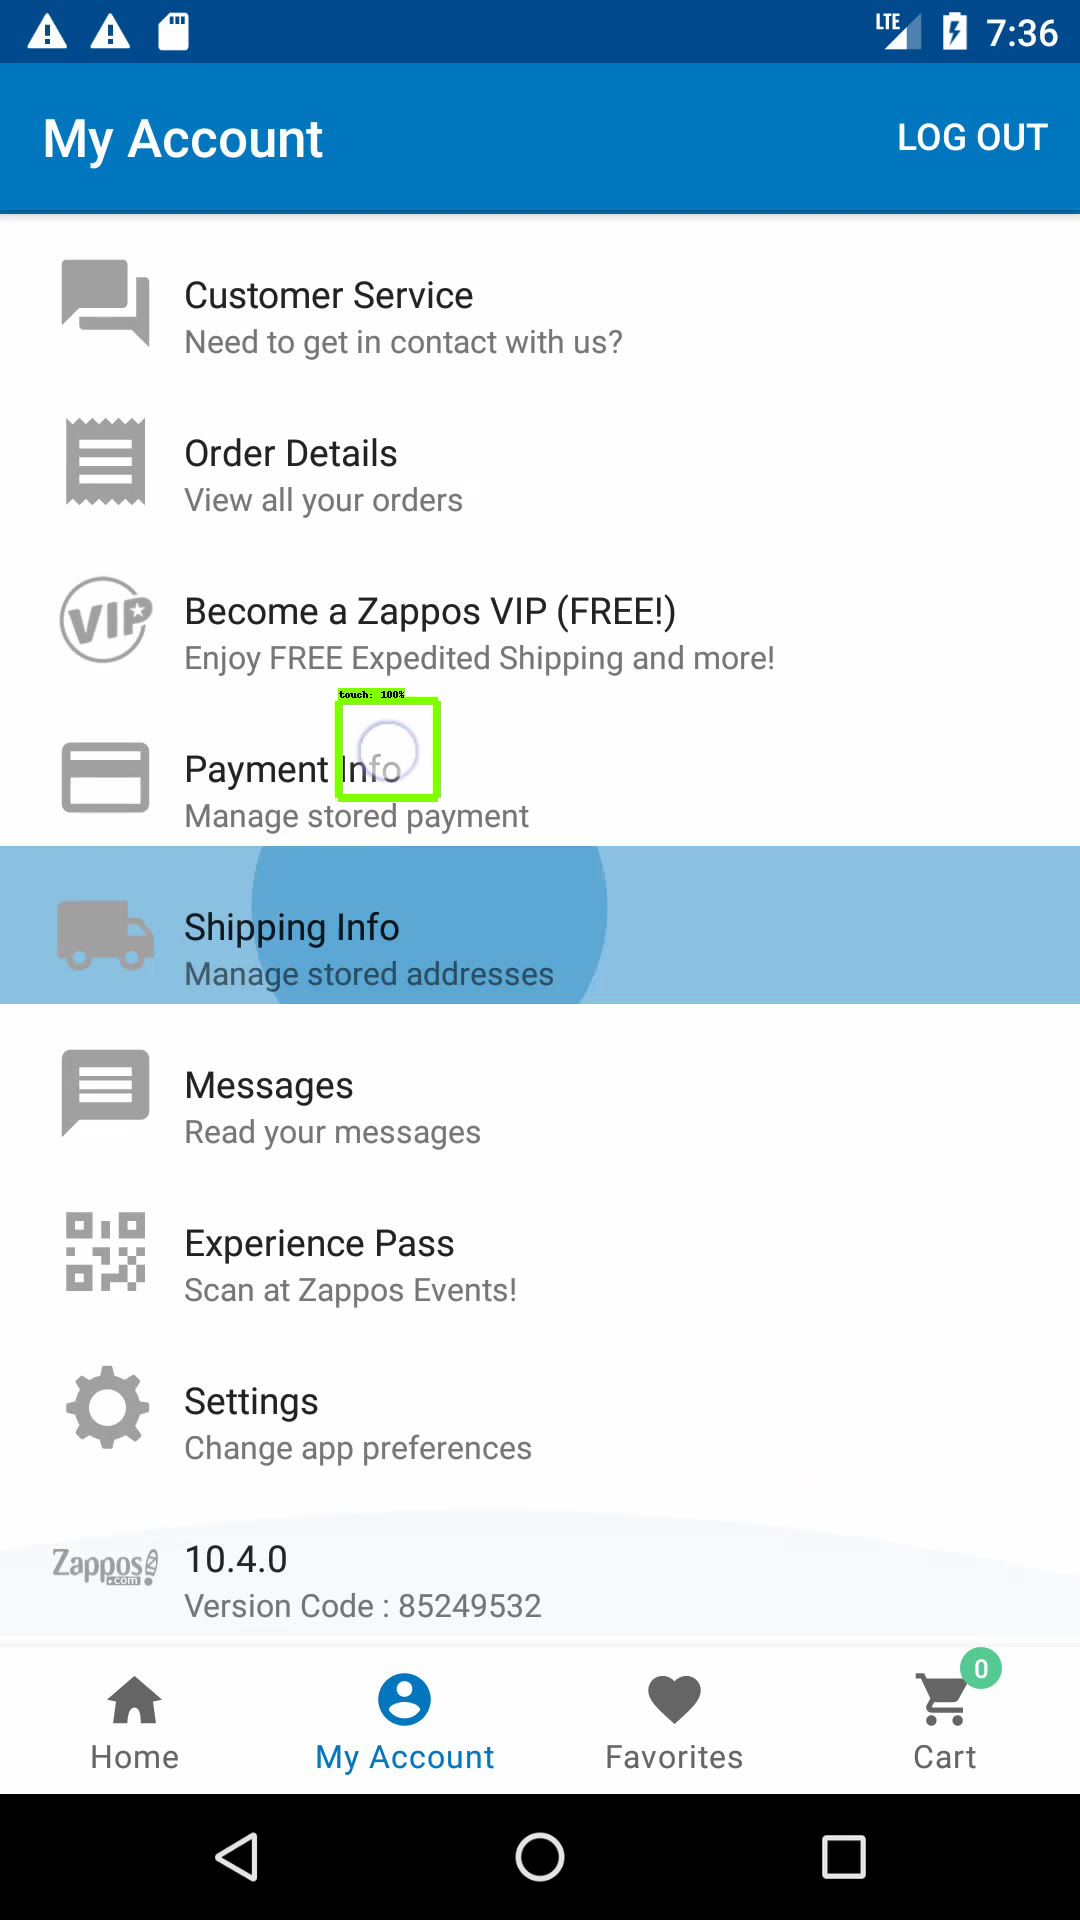 LTE 7:36
My Account LOG OUT
Customer Service
Need to get in contact with us?
Order Details
View all your orders
VIP
Become a Zappos VIP (FREE!)
Enjoy FREE Expedited Shipping and more!
touch: 100%
Payment Info
Manage stored payment
Shipping Info
Manage stored addresses
Messages
Read your messages
Experience Pass
Scan at Zappos Events!
Settings
Change app preferences
Zappos
.com
10.4.0
Version Code : 85249532
0
Home My Account Favorites Cart